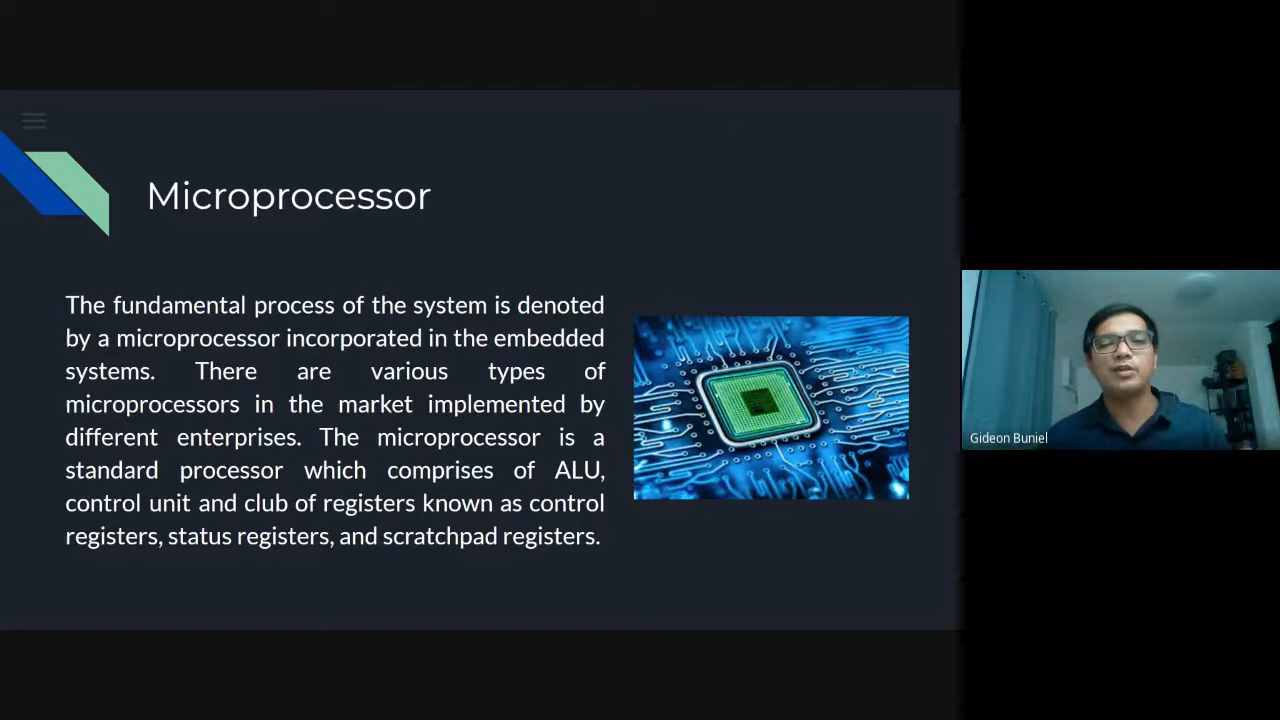 Microprocessor
The fundamental process of the system is denoted
by a microprocessor incorporated in the embedded
systems. There are various types of
microprocessors in the market implemented by
different enterprises. The microprocessor is a
standard processor which comprises of ALU,
control unit and club of registers known as control
registers, status registers, and scratchpad registers.
Gideon Buniel